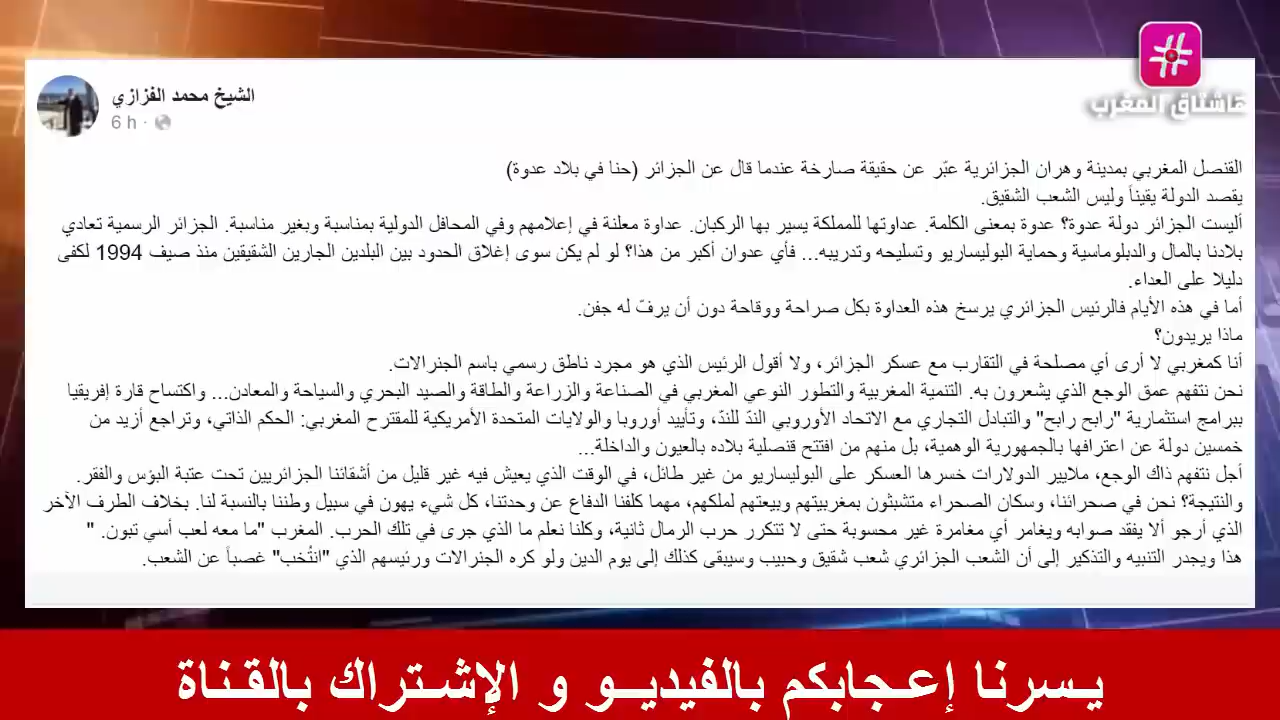 هاشتاق المغرب
الشيخ محمد الفزازي
6 h ·
القنصل المغربي بمدينة وهران الجزائرية عبّر عن حقيقة صارخة عندما قال عن الجزائر (حنا في بلاد عدوة)
يقصد الدولة يقيناً وليس الشعب الشقيق.
أليست الجزائر دولة عدوة؟ عدوة بمعنى الكلمة. عداوتها للمملكة يسير بها الركبان. عداوة معلنة في إعلامهم وفي المحافل الدولية بمناسبة وبغير مناسبة. الجزائر الرسمية تعادي
بلادنا بالمال والدبلوماسية وحماية البوليساريو وتسليحه وتدريبه... فأي عدوان أكبر من هذا؟ لو لم يكن سوى إغلاق الحدود بين البلدين الجارين الشقيقين منذ صيف 1994 لكفى
دليلا على العداء.
أما في هذه الأيام فالرئيس الجزائري يرسخ هذه العداوة بكل صراحة ووقاحة دون أن يرفّ له جفن.
ماذا يريدون؟
أنا كمغربي لا أرى أي مصلحة في التقارب مع عسكر الجزائر، ولا أقول الرئيس الذي هو مجرد ناطق رسمي باسم الجنرالات.
نحن نتفهم عمق الوجع الذي يشعرون به. التنمية المغربية والتطور النوعي المغربي في الصناعة والزراعة والطاقة والصيد البحري والسياحة والمعادن... واكتساح قارة إفريقيا
ببرامج استثمارية "رابح رابح" والتبادل التجاري مع الاتحاد الأوروبي الندّ للندّ، وتأييد أوروبا والولايات المتحدة الأمريكية للمقترح المغربي: الحكم الذاتي، وتراجع أزيد من
خمسين دولة عن اعترافها بالجمهورية الوهمية، بل منهم من افتتح قنصلية بلاده بالعيون والداخلة...
أجل نتفهم ذاك الوجع، ملايير الدولارات خسرها العسكر على البوليساريو من غير طائل، في الوقت الذي يعيش فيه غير قليل من أشقائنا الجزائريين تحت عتبة البؤس والفقر.
والنتيجة؟ نحن في صحرائنا، وسكان الصحراء متشبثون بمغربيتهم وبيعتهم لملكهم، مهما كلفنا الدفاع عن وحدتنا، كل شيء يهون في سبيل وطننا بالنسبة لنا. بخلاف الطرف الآخر
الذي أرجو ألا يفقد صوابه ويغامر أي مغامرة غير محسوبة حتى لا تتكرر حرب الرمال ثانية، وكلنا نعلم ما الذي جرى في تلك الحرب. المغرب "ما معه لعب أسي تبون. "
هذا ويجدر التنبيه والتذكير إلى أن الشعب الجزائري شعب شقيق وحبيب وسيبقى كذلك إلى يوم الدين ولو كره الجنرالات ورئيسهم الذي "انتُخب" غصباً عن الشعب.
يـسرنا إعـجابكم بالفيديـو و الإشـتراك بالقـناة